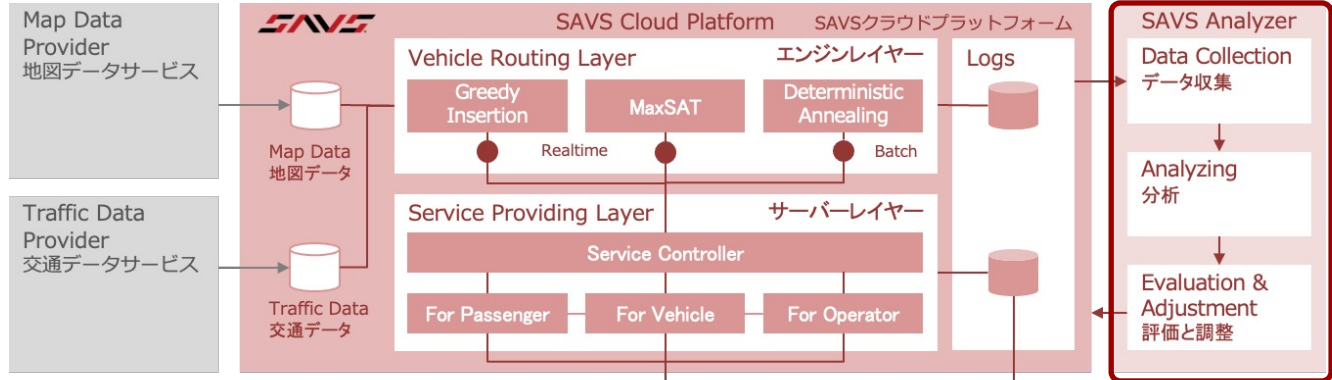 Map Data
Provider
地図データサービス
Traffic Data
Provider
交通データサービス
SAVS
SAVS Cloud Platform
SAVSクラウドプラットフォーム
Map Data
地図データ
Traffic Data
交通データ
Vehicle Routing Layer
エンジンレイヤー
Greedy
Insertion
MaxSAT
Deterministic
Annealing
Realtime
Batch
Service Providing Layer
サーバーレイヤー
Service Controller
For Passenger
For Vehicle
For Operator
Logs
SAVS Analyzer
Data Collection
データ収集
Analyzing
分析
Evaluation &
Adjustment
評価と調整